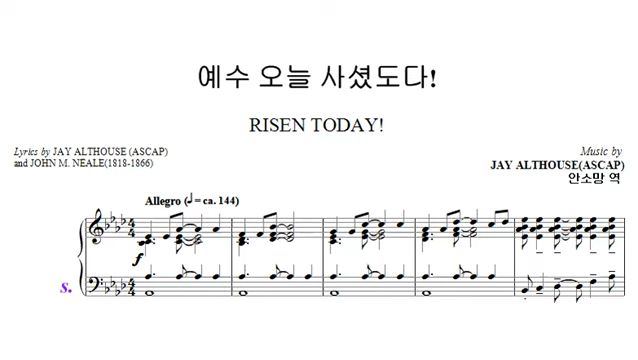 예수 오늘 사셨도다!
RISEN TODAY!
Lyrics by JAY ALTHOUSE (ASCAP)
and JOHN M. NEALE(1818-1866)
Music by
JAY ALTHOUSE(ASCAP)
안소망 역
Allegro (♩= ca. 144)
f
s.